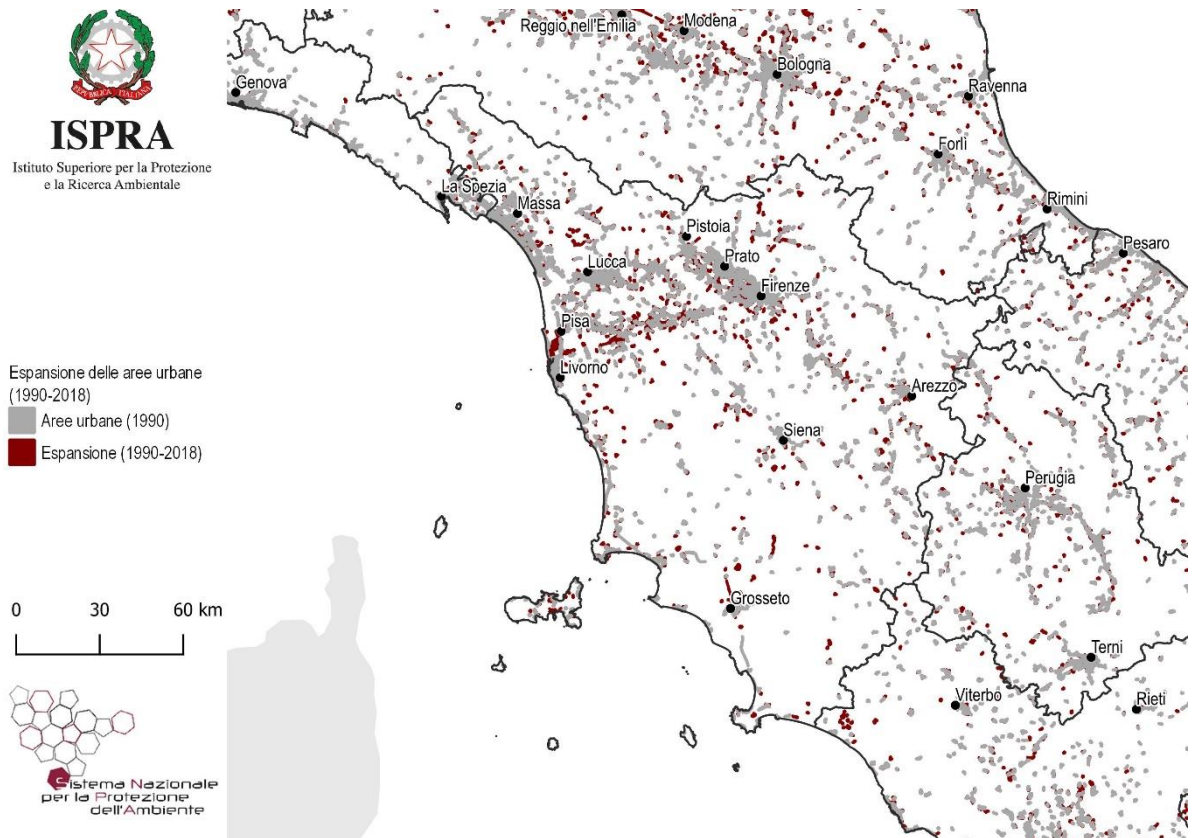 REPVBBLICA ITALIANA
ISPRA
Istituto Superiore per la Protezione
e la Ricerca Ambientale
Espansione delle aree urbane
(1990-2018)
Aree urbane (1990)
Espansione (1990-2018)
0 30 60 km
Sistema Nazionale
per la Protezione
dell'Ambiente
Reggio nell'Emilia
Modena
Bologna
Genova
Ravenna
Forlì
La Spezia
Massa
Rimini
Pistoia
Pesaro
Prato
Lucca
Firenze
Pisa
Livorno
Arezzo
Siena
Perugia
Grosseto
Terni
Viterbo
Rieti